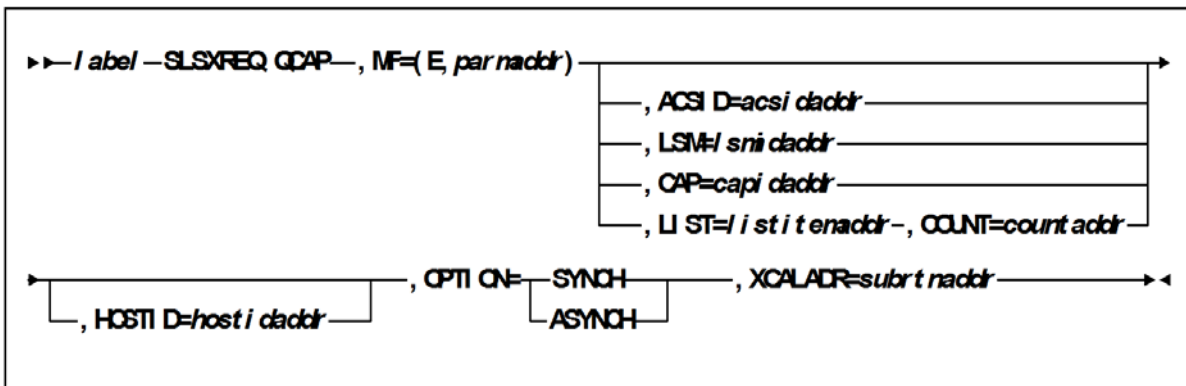 label SLSXREQ QCAP , MF=(E,parmaddr)
, ACSID=acsidaddr
, LSM=lsmidaddr
, CAP=capidaddr
, LIST=listitemaddr , COUNT=countaddr
, OPTION= SYNCH , XCALADR=subrtnaddr
, HOSTID=hostidaddr ASYNCH